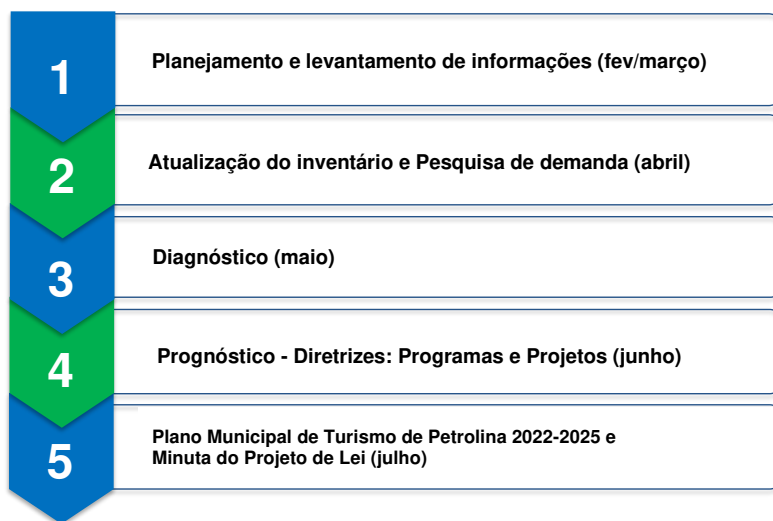 1
Planejamento e levantamento de informações (fev/março)
2
Atualização do inventário e Pesquisa de demanda (abril)
3
Diagnóstico (maio)
4
Prognóstico - Diretrizes: Programas e Projetos (junho)
5
Plano Municipal de Turismo de Petrolina 2022-2025 e
Minuta do Projeto de Lei (julho)